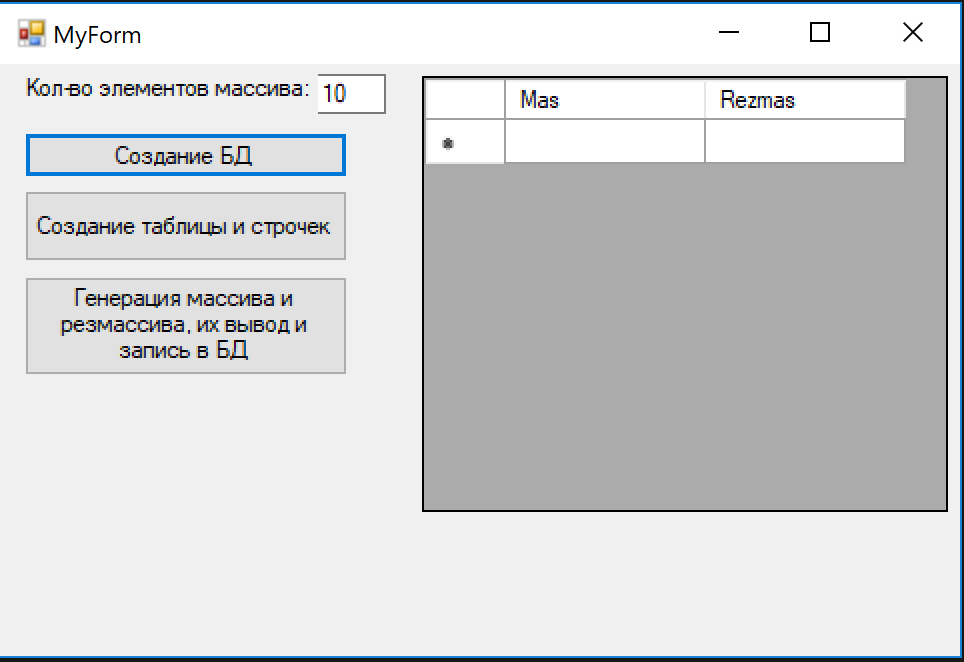 MyForm
Кол-во элементов массива: 10
Создание БД
Создание таблицы и строчек
Генерация массива и
резмассива, их вывод и
запись в БД
Mas Rezmas